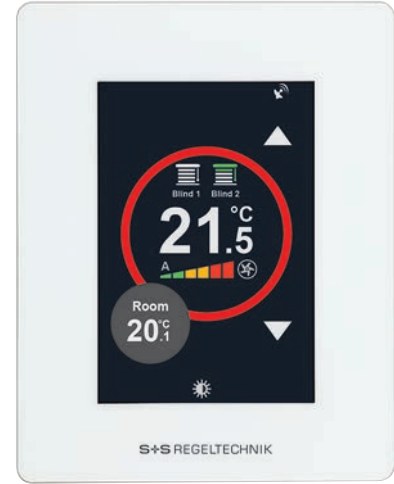 Blind 1 Blind 2
21.5 °C
A
Room
20.1 °C
S+S REGELTECHNIK